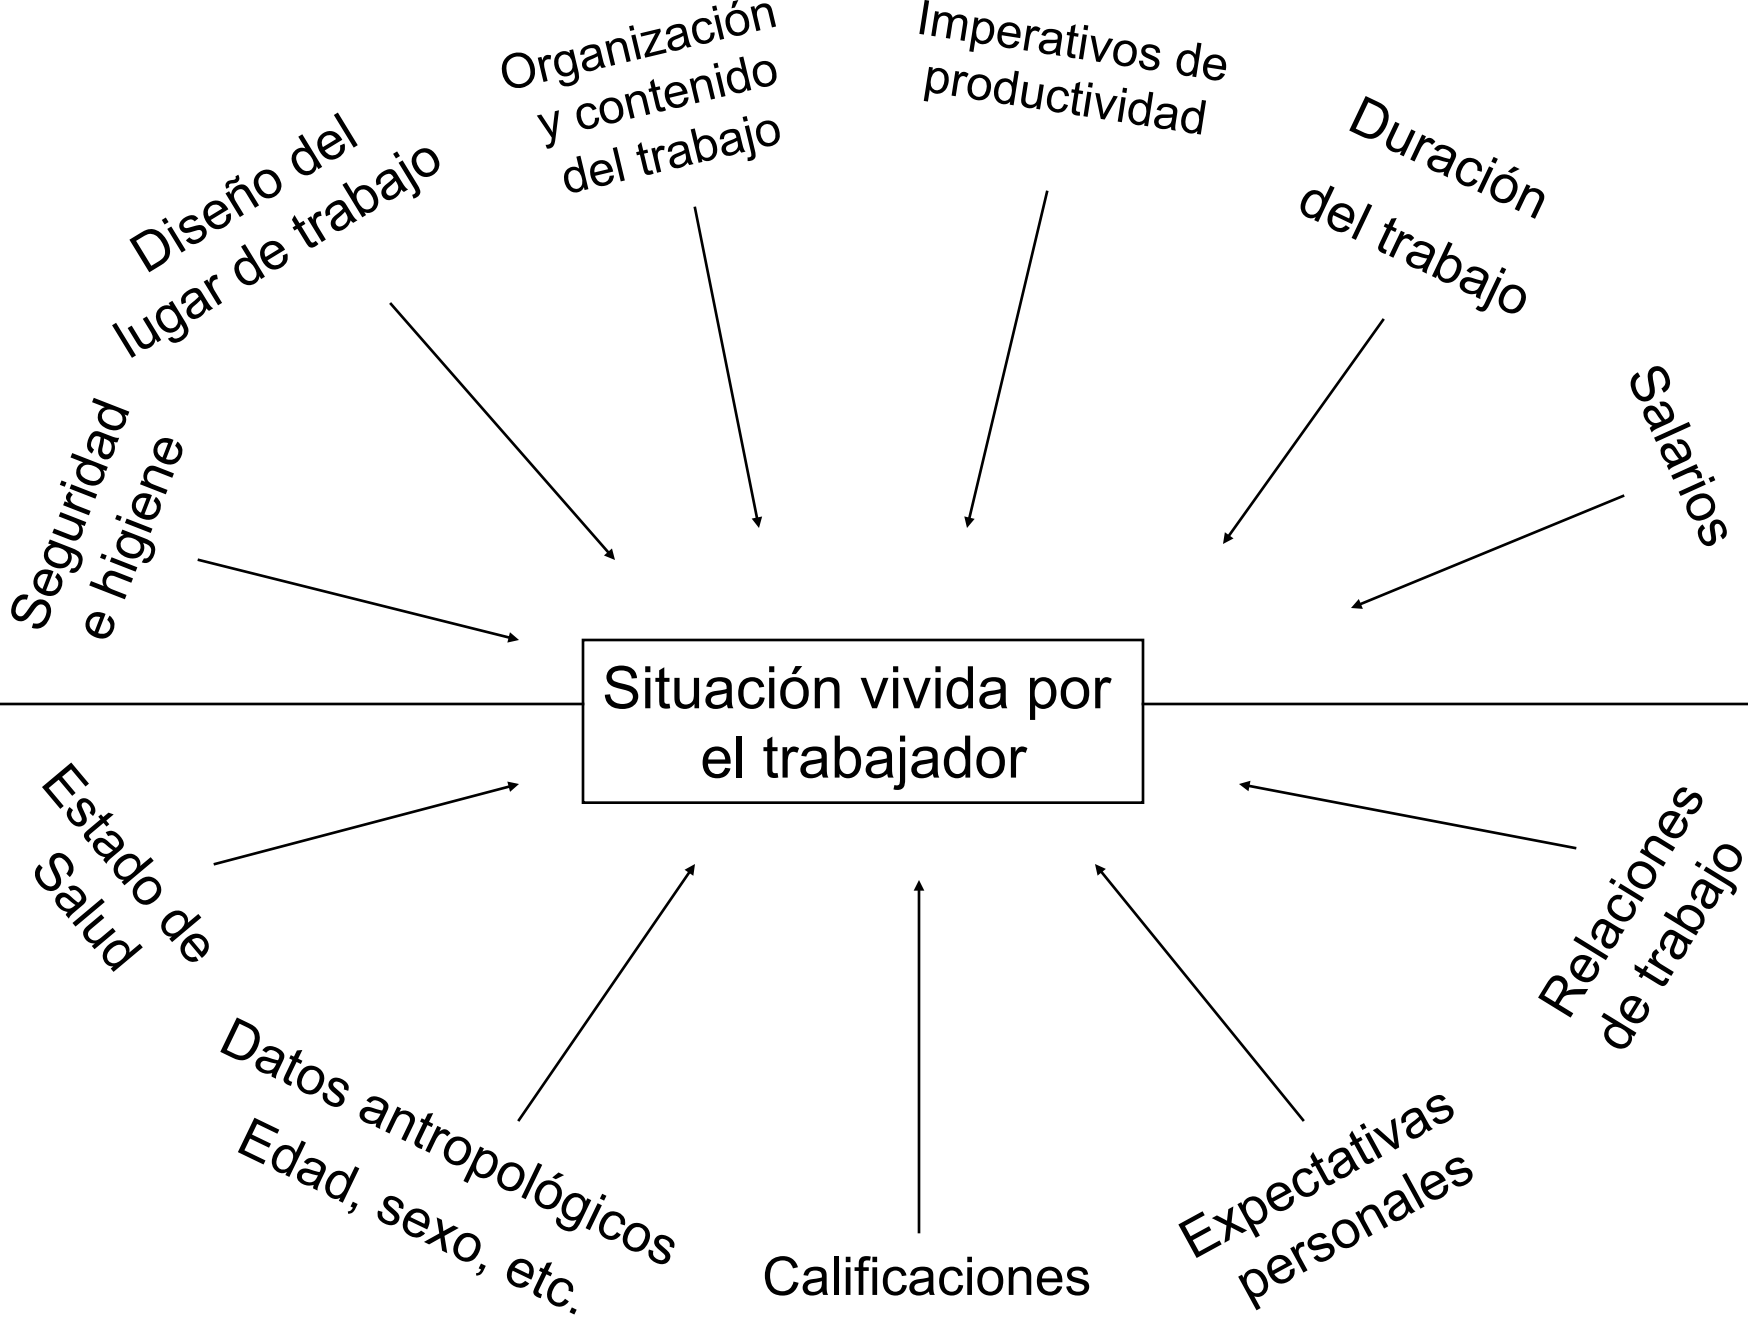 Organización
y contenido
del trabajo
Imperativos de
productividad
Diseño del
lugar de trabajo
Duración
del trabajo
Seguridad
e higiene
Salarios
Situación vivida por
el trabajador
Estado de
Salud
Relaciones
de trabajo
Datos antropológicos
Edad, sexo, etc.
Calificaciones
Expectativas
personales